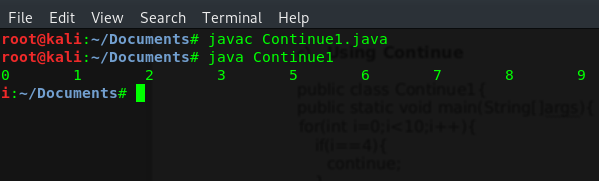 File Edit View Search Terminal Help
root@kali:~/Documents# javac Continue1.java
root@kali:~/Documents# java Continue1
Using Continue
0 1 2 3 5 6 7 8 9
public class Continue1{
i:~/Documents#
public static void main(String[]args){
for(int i=0;i<10;i++){
if(i==4){
continue;